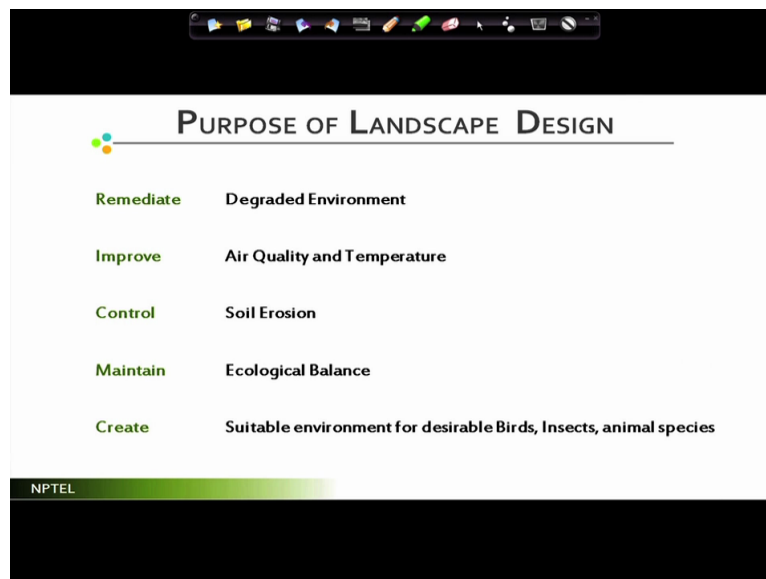 PURPOSE OF LANDSCAPE DESIGN
Remediate Degraded Environment
Improve Air Quality and Temperature
Control Soil Erosion
Maintain Ecological Balance
Create Suitable environment for desirable Birds, Insects, animal species
NPTEL